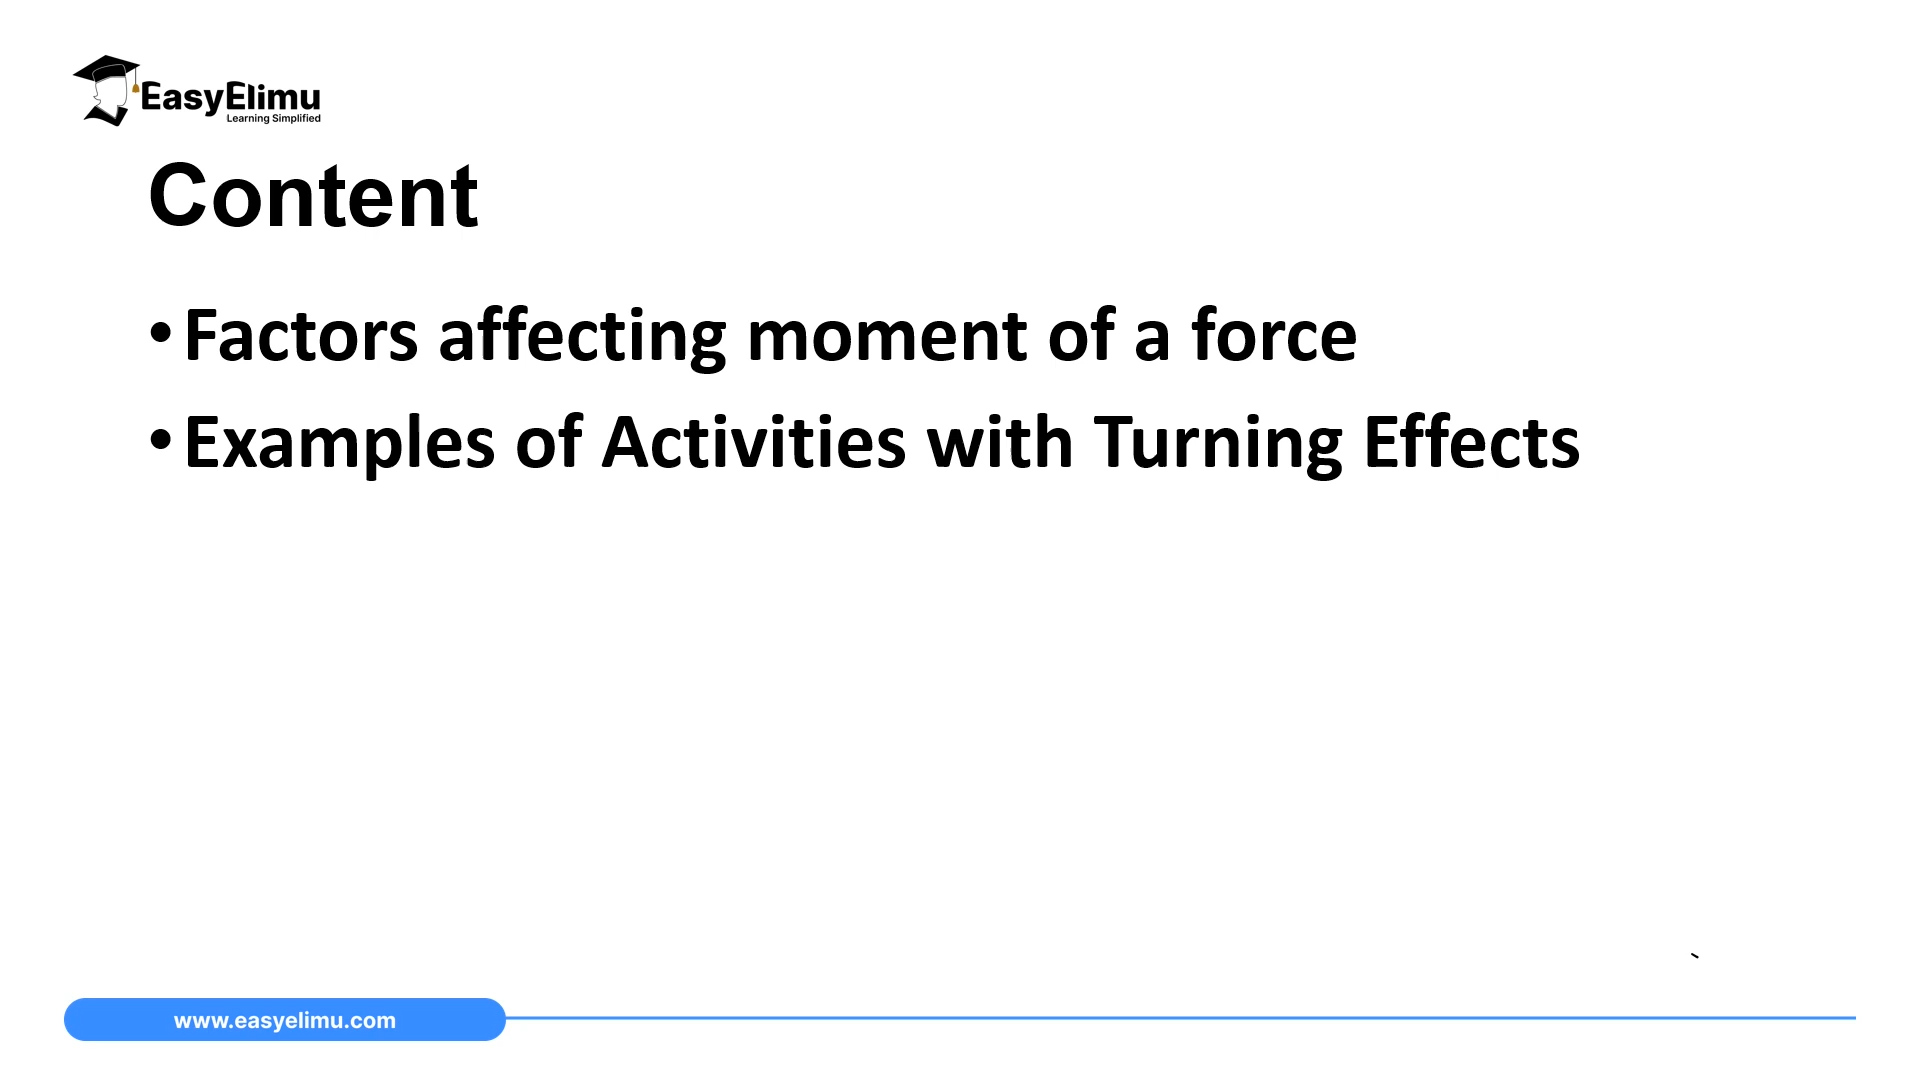 EasyElimu
Learning Simplified
Content
• Factors affecting moment of a force
• Examples of Activities with Turning Effects
www.easyelimu.com